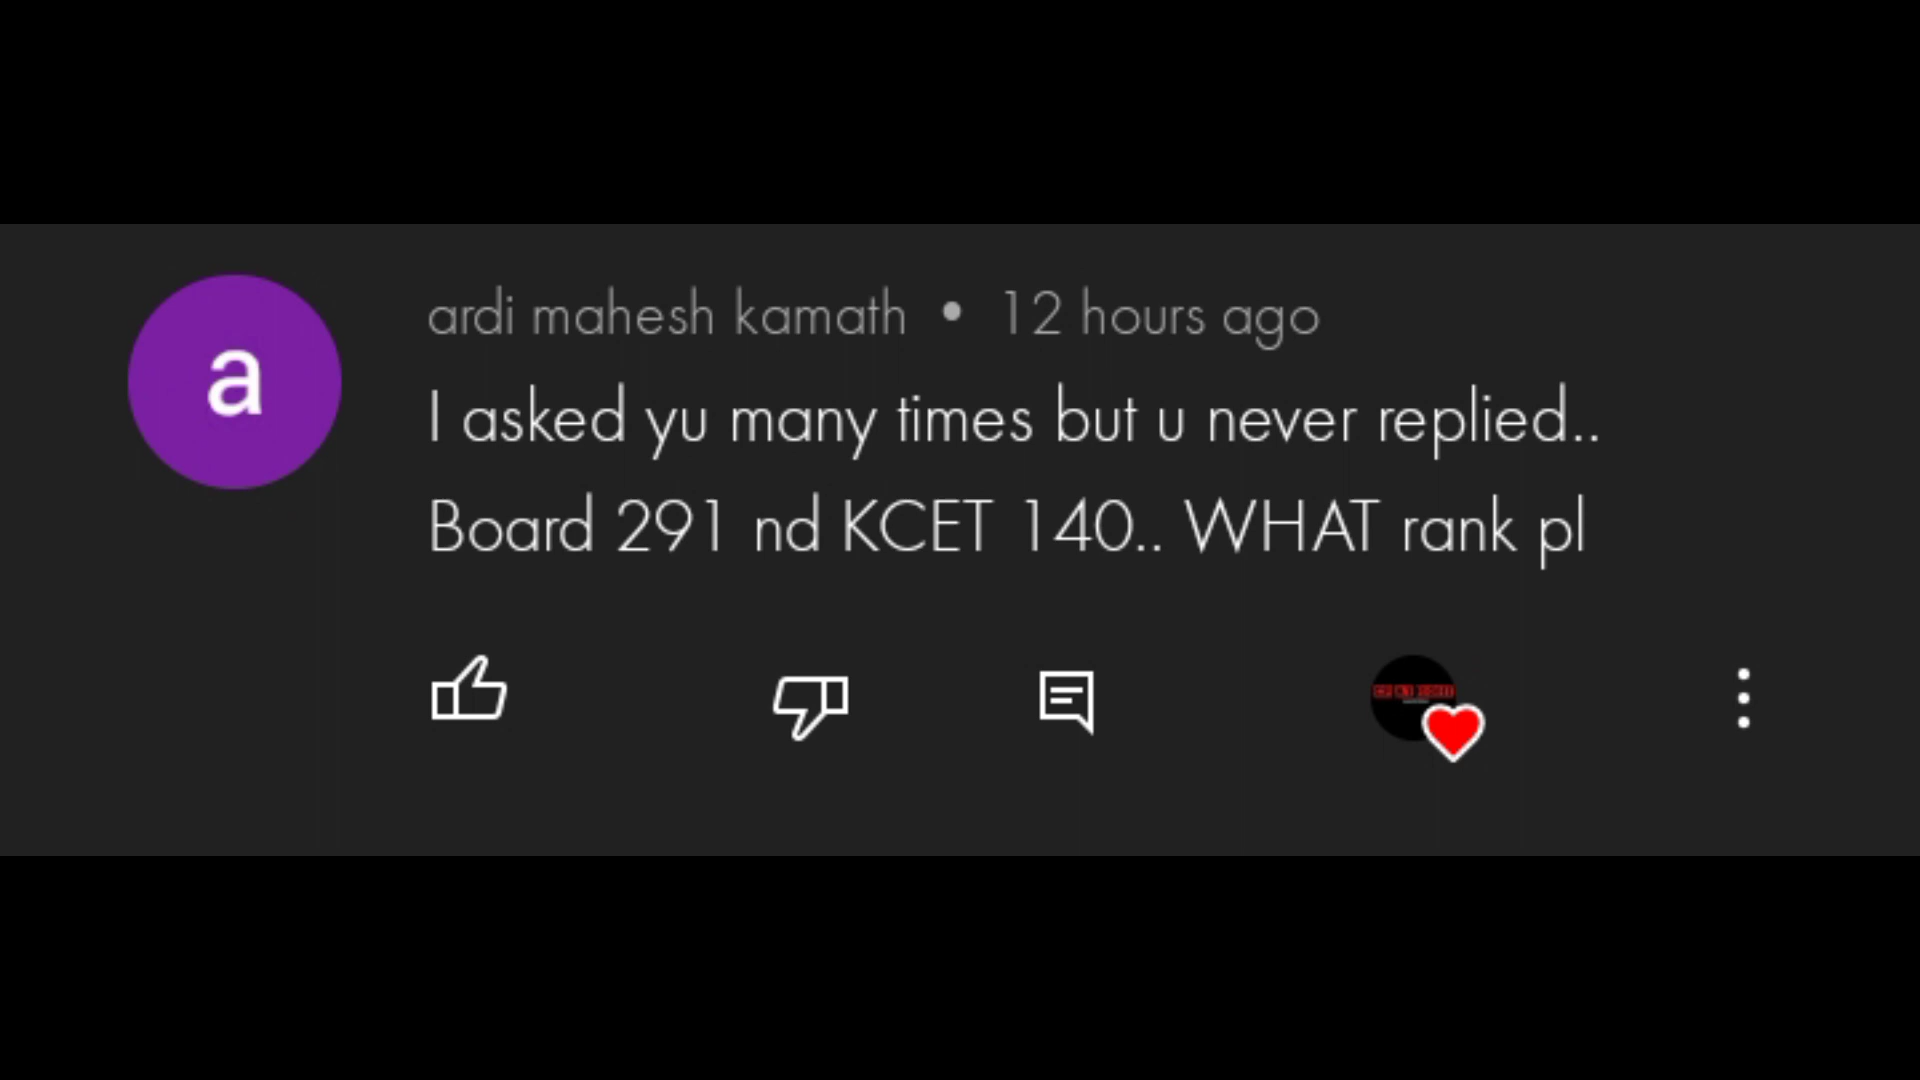 a
ardi mahesh kamath • 12 hours ago
I asked yu many times but u never replied..
Board 291 nd KCET 140.. WHAT rank pl